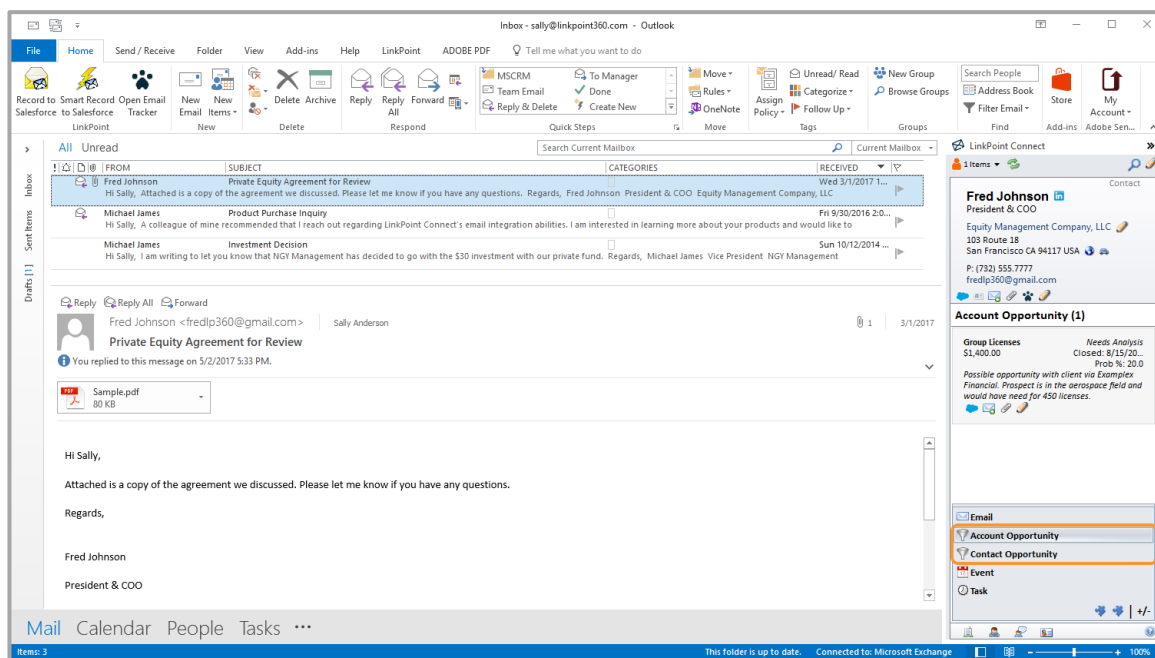 Inbox - sally@linkpoint360.com - Outlook
File Home Send / Receive Folder View Add-ins Help LinkPoint ADOBE PDF Tell me what you want to do
Record to Salesforce
Smart Record to Salesforce
Open Email Tracker
New Email
New Items
Delete
Archive
Reply
Reply All
Forward
MSCRM
Team Email
Reply & Delete
To Manager
Done
Create New
Move
Rules
OneNote
Assign Policy
Unread/ Read
Categorize
Follow Up
New Group
Browse Groups
Search People
Address Book
Filter Email
Store
My Account
LinkPoint New Delete Respond Quick Steps Move Tags Groups Find Add-ins Adobe Sen...
Inbox
Sent Items
Drafts [1]
All Unread
Search Current Mailbox Current Mailbox
! FROM SUBJECT CATEGORIES RECEIVED
Fred Johnson Private Equity Agreement for Review Wed 3/1/2017 1...
Hi Sally, Attached is a copy of the agreement we discussed. Please let me know if you have any questions. Regards, Fred Johnson President & COO Equity Management Company, LLC
Michael James Product Purchase Inquiry Fri 9/30/2016 2:0...
Hi Sally, A colleague of mine recommended that I reach out regarding LinkPoint Connect's email integration abilities. I am interested in learning more about your products and would like to
Michael James Investment Decision Sun 10/12/2014 ...
Hi Sally, I am writing to let you know that NGY Management has decided to go with the $30 investment with our private fund. Regards, Michael James Vice President NGY Management
Reply Reply All Forward
Fred Johnson <fredlp360@gmail.com> Sally Anderson 1 3/1/2017
Private Equity Agreement for Review
You replied to this message on 5/2/2017 5:33 PM.
PDF
Sample.pdf
80 KB
Hi Sally,
Attached is a copy of the agreement we discussed. Please let me know if you have any questions.
Regards,
Fred Johnson
President & COO
LinkPoint Connect »
1 Items
Contact
Fred Johnson in
President & COO
Equity Management Company, LLC
103 Route 18
San Francisco CA 94117 USA
P: (732) 555.7777
fredlp360@gmail.com
Account Opportunity (1)
Group Licenses Needs Analysis
$1,400.00 Closed: 8/15/20...
Prob %: 20.0
Possible opportunity with client via Examplex
Financial. Prospect is in the aerospace field and
would have need for 450 licenses.
Email
Account Opportunity
Contact Opportunity
Event
Task
+/-
Mail Calendar People Tasks ...
Items: 3 This folder is up to date. Connected to: Microsoft Exchange - + 100%